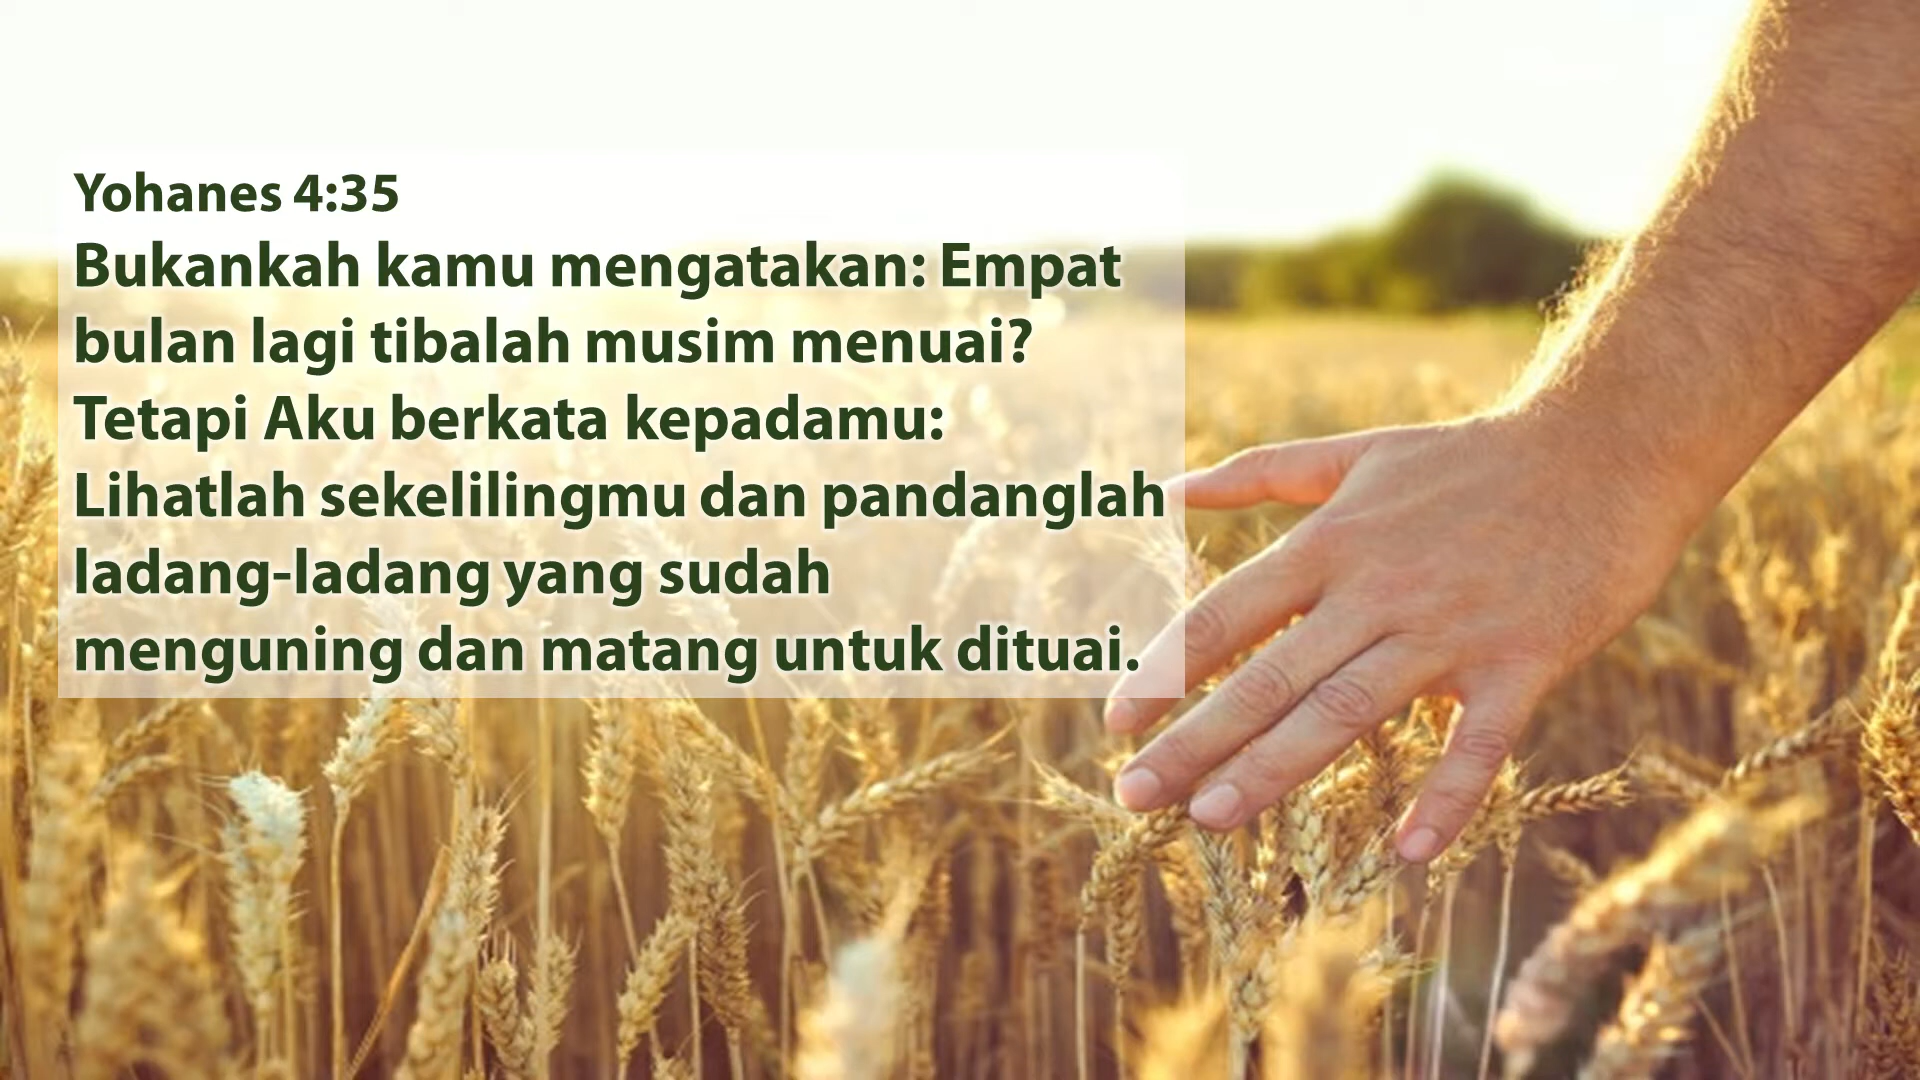 Yohanes 4:35
Bukankah kamu mengatakan: Empat
bulan lagi tibalah musim menuai?
Tetapi Aku berkata kepadamu:
Lihatlah sekelilingmu dan pandanglah
ladang-ladang yang sudah
menguning dan matang untuk dituai.